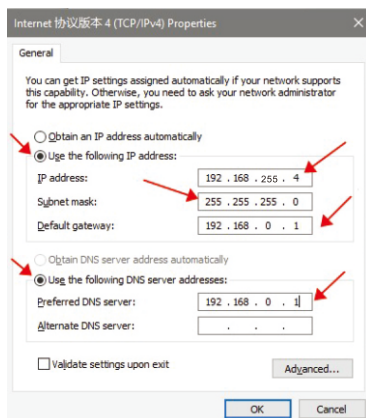 Internet 协议版本 4 (TCP/IPv4) Properties
General
You can get IP settings assigned automatically if your network supports
this capability. Otherwise, you need to ask your network administrator
for the appropriate IP settings.
Obtain an IP address automatically
Use the following IP address:
IP address: 192 . 168 . 255 . 4
Subnet mask: 255 . 255 . 255 . 0
Default gateway: 192 . 168 . 0 . 1
Obtain DNS server address automatically
Use the following DNS server addresses:
Preferred DNS server: 192 . 168 . 0 . 1
Alternate DNS server: . . .
Validate settings upon exit
Advanced...
OK Cancel